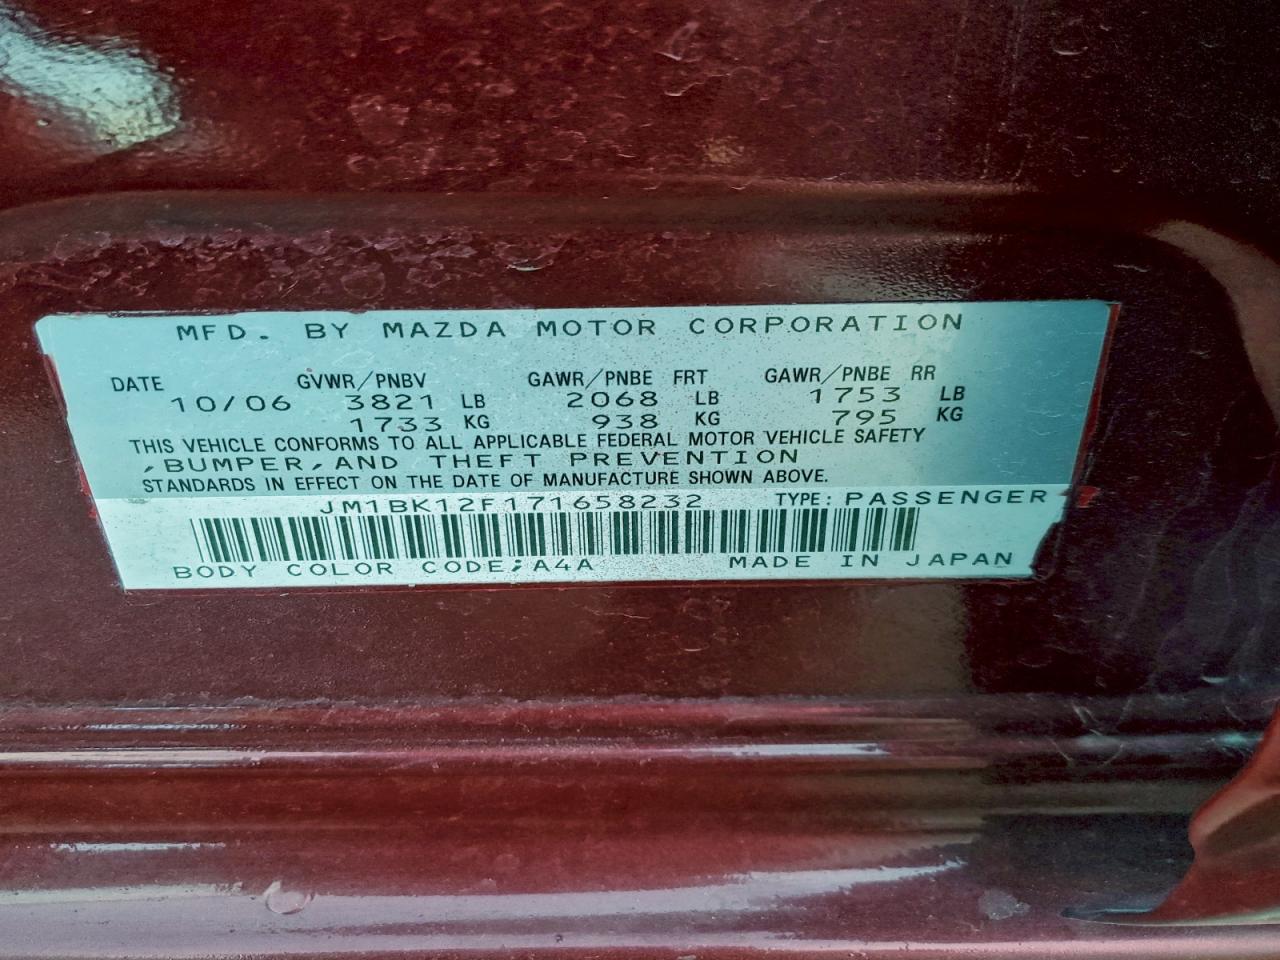 MFD. BY MAZDA MOTOR CORPORATION
DATE GVWR/PNBV GAWR/PNBE FRT GAWR/PNBE RR
10/06 3821 LB 2068 LB 1753 LB
1733 KG 938 KG 795 KG
THIS VEHICLE CONFORMS TO ALL APPLICABLE FEDERAL MOTOR VEHICLE SAFETY
,BUMPER,AND THEFT PREVENTION
STANDARDS IN EFFECT ON THE DATE OF MANUFACTURE SHOWN ABOVE.
JM1BK12F171658232 TYPE: PASSENGER
BODY COLOR CODE;A4A MADE IN JAPAN